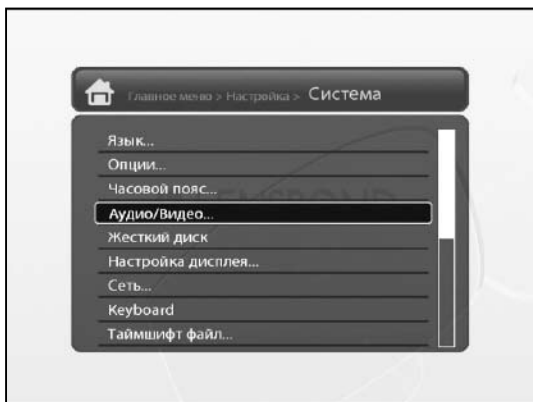 Главное меню > Настройка > Система
Язык...
Опции...
Часовой пояс...
Аудио/Видео...
Жесткий диск
Настройка дисплея...
Сеть...
Keyboard
Таймшифт файл...